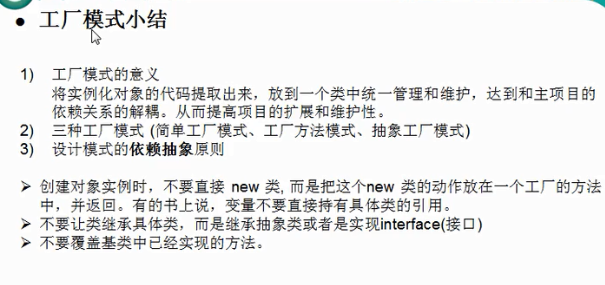 ● 工厂模式小结
1) 工厂模式的意义
将实例化对象的代码提取出来，放到一个类中统一管理和维护，达到和主项目的
依赖关系的解耦。从而提高项目的扩展和维护性。
2) 三种工厂模式 (简单工厂模式、工厂方法模式、抽象工厂模式)
3) 设计模式的依赖抽象原则
➢ 创建对象实例时，不要直接 new 类, 而是把这个new 类的动作放在一个工厂的方法
中，并返回。有的书上说，变量不要直接持有具体类的引用。
➢ 不要让类继承具体类，而是继承抽象类或者是实现interface(接口)
➢ 不要覆盖基类中已经实现的方法。